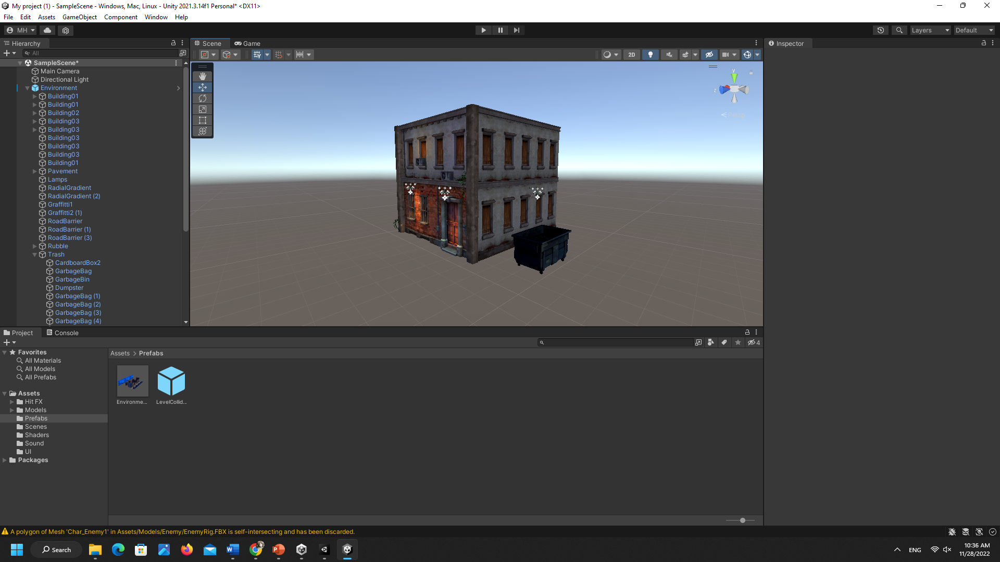 My project (1) - SampleScene - Windows, Mac, Linux - Unity 2021.3.14f1 Personal* <DX11>
File Edit Assets GameObject Component Window Help
MH
Layers
Default
Hierarchy
Scene
Game
Inspector
All
2D
SampleScene*
Main Camera
Directional Light
Environment
Building01
Building01
Building02
Building03
Building03
Building03
Building03
Building03
Building01
Pavement
Lamps
RadialGradient
RadialGradient (2)
Graffitti1
Graffitti2 (1)
RoadBarrier
RoadBarrier (1)
RoadBarrier (3)
Rubble
Trash
CardboardBox2
GarbageBag
GarbageBin
Dumpster
GarbageBag (1)
GarbageBag (2)
GarbageBag (3)
GarbageBag (4)
y
z
Persp
Project
Console
4
Favorites
All Materials
All Models
All Prefabs
Assets
Hit FX
Models
Prefabs
Scenes
Shaders
Sound
UI
Packages
Assets > Prefabs
Environme...
LevelCollid...
A polygon of Mesh 'Char_Enemy1' in Assets/Models/Enemy/EnemyRig.FBX is self-intersecting and has been discarded.
Search
ENG
10:36 AM
11/28/2022